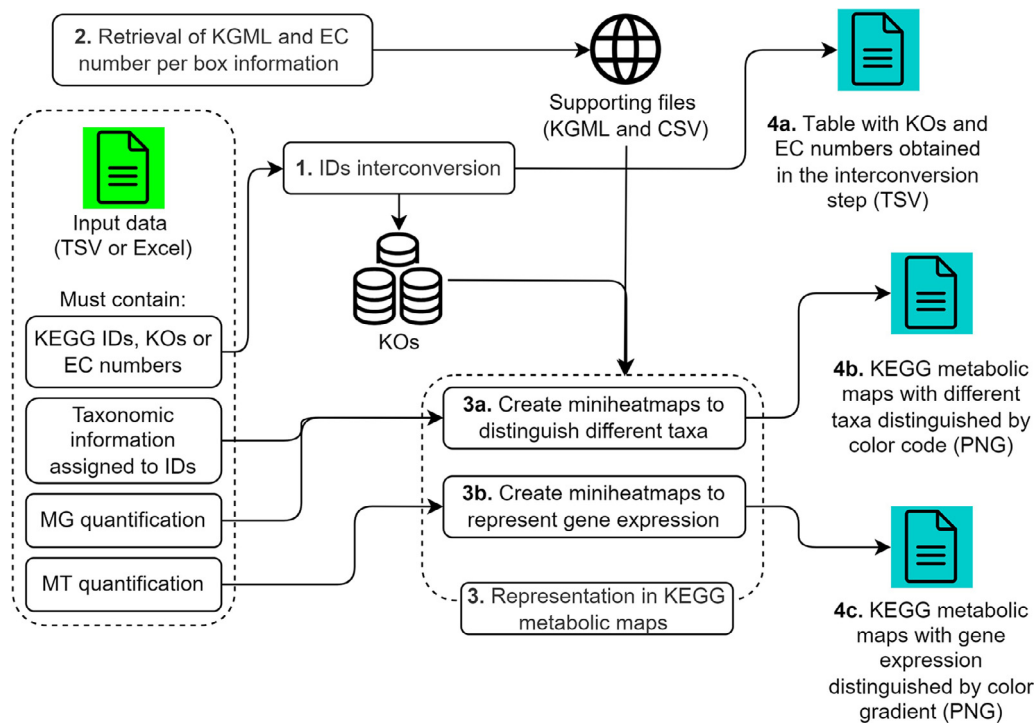 2. Retrieval of KGML and EC
number per box information
Supporting files
(KGML and CSV)
4a. Table with KOs and
EC numbers obtained
in the interconversion
step (TSV)
1. IDs interconversion
Input data
(TSV or Excel)
Must contain:
KEGG IDs, KOs or
EC numbers
Taxonomic
information
assigned to IDs
MG quantification
MT quantification
KOs
3a. Create miniheatmaps to
distinguish different taxa
3b. Create miniheatmaps to
represent gene expression
3. Representation in KEGG
metabolic maps
4b. KEGG metabolic
maps with different
taxa distinguished by
color code (PNG)
4c. KEGG metabolic
maps with gene
expression
distinguished by color
gradient (PNG)